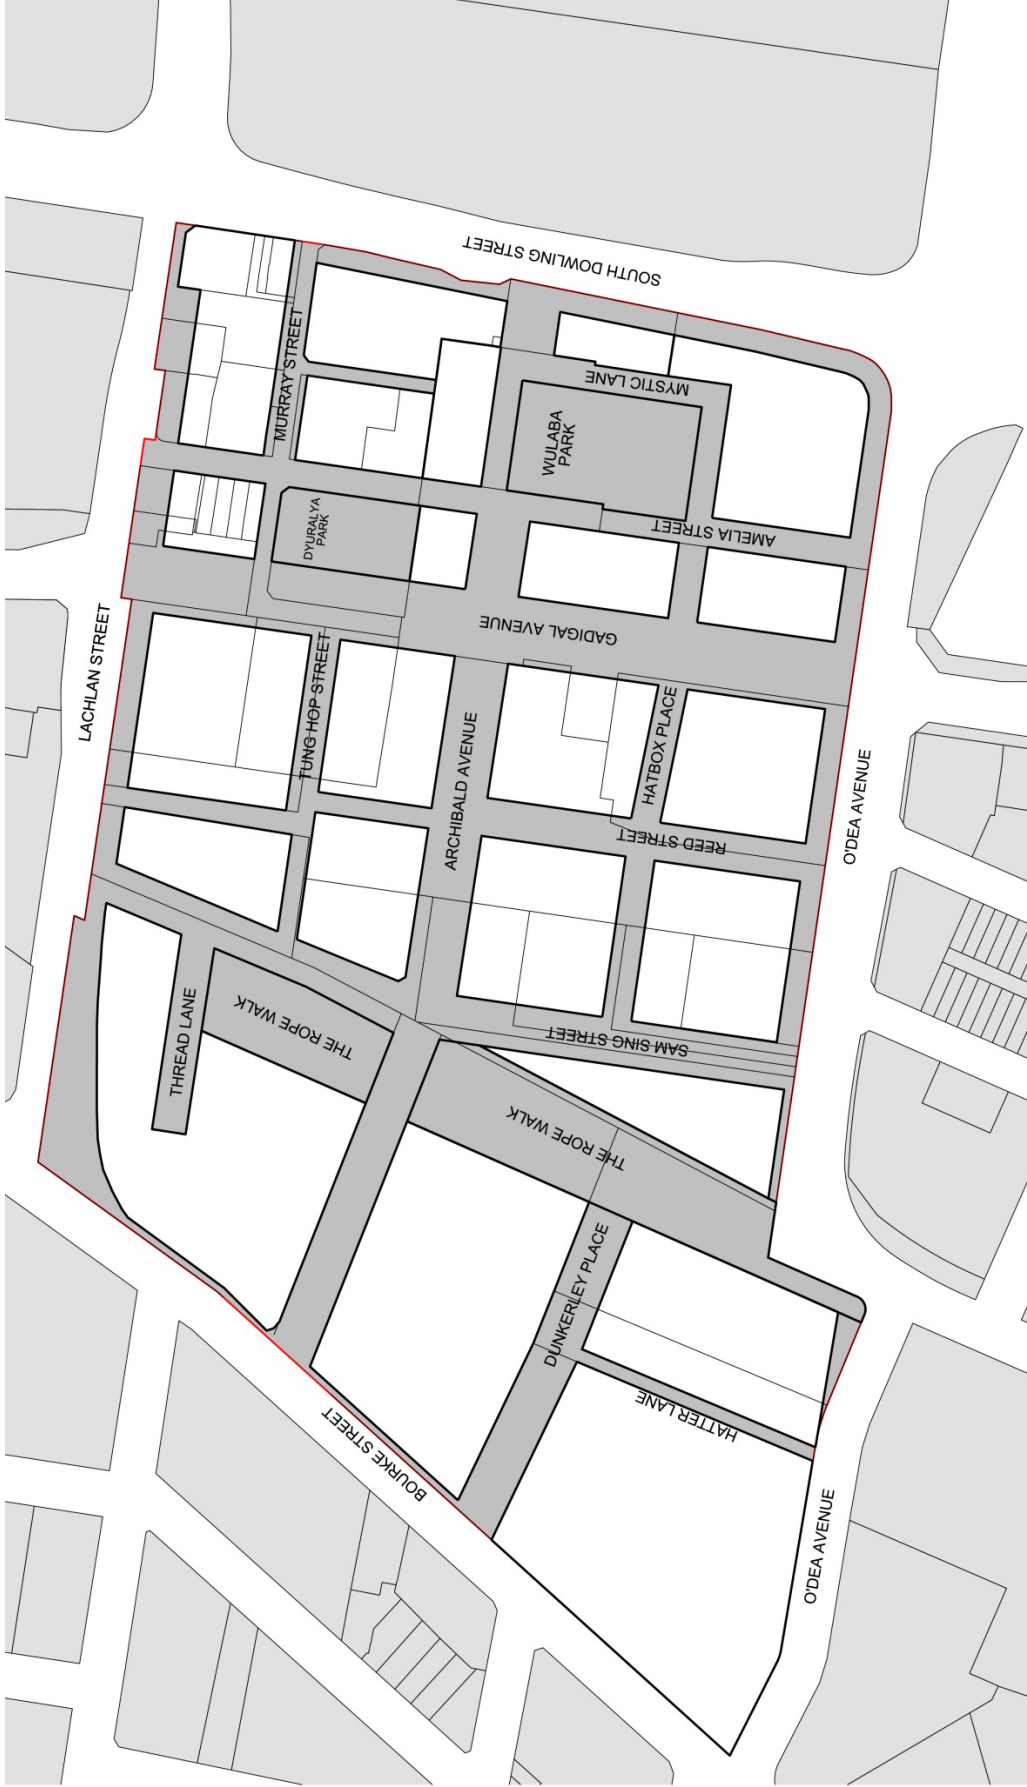 SOUTH DOWLING STREET
MURRAY STREET
MYSTIC LANE
WULABA
PARK
DYURALYA
PARK
AMELIA STREET
LACHLAN STREET
GADIGAL AVENUE
TUNG HOP STREET
HATBOX PLACE
ARCHIBALD AVENUE
O'DEA AVENUE
REED STREET
THREAD LANE
THE ROPE WALK
SAM SING STREET
THE ROPE WALK
DUNKERLEY PLACE
HATTER LANE
BOURKE STREET
O'DEA AVENUE